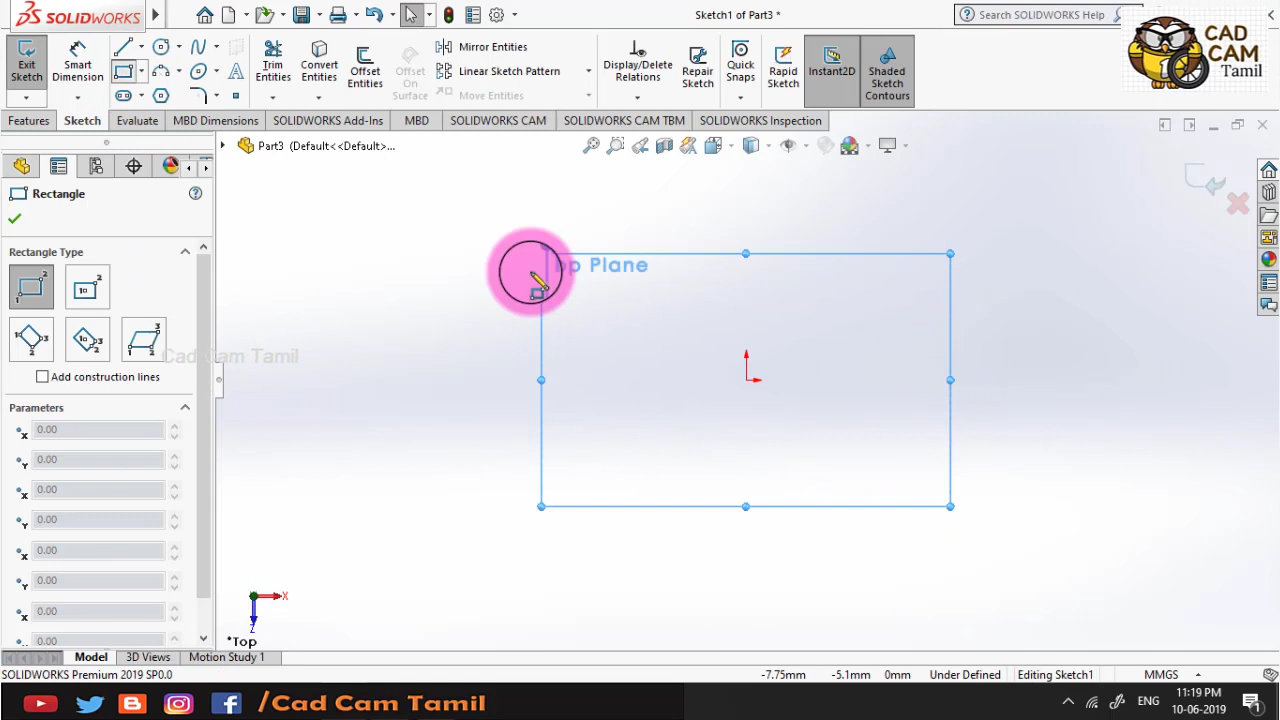 SOLIDWORKS
Sketch1 of Part3 *
Search SOLIDWORKS Help
CAD
CAM
Tamil
Exit
Sketch
Smart
Dimension
Trim
Entities
Convert
Entities
Offset
Entities
Offset
On
Surface
Mirror Entities
Linear Sketch Pattern
Move Entities
Display/Delete
Relations
Repair
Sketch
Quick
Snaps
Rapid
Sketch
Instant2D
Shaded
Sketch
Contours
Features
Sketch
Evaluate
MBD Dimensions
SOLIDWORKS Add-Ins
MBD
SOLIDWORKS CAM
SOLIDWORKS CAM TBM
SOLIDWORKS Inspection
Part3 (Default<<Default>...
Rectangle
Rectangle Type
Cad Cam Tamil
Add construction lines
Parameters
0.00
0.00
0.00
0.00
0.00
0.00
0.00
0.00
Plane
X
Z
*Top
Model
3D Views
Motion Study 1
SOLIDWORKS Premium 2019 SP0.0
-7.75mm
-5.1mm
0mm
Under Defined
Editing Sketch1
MMGS
/Cad Cam Tamil
ENG
11:19 PM
10-06-2019